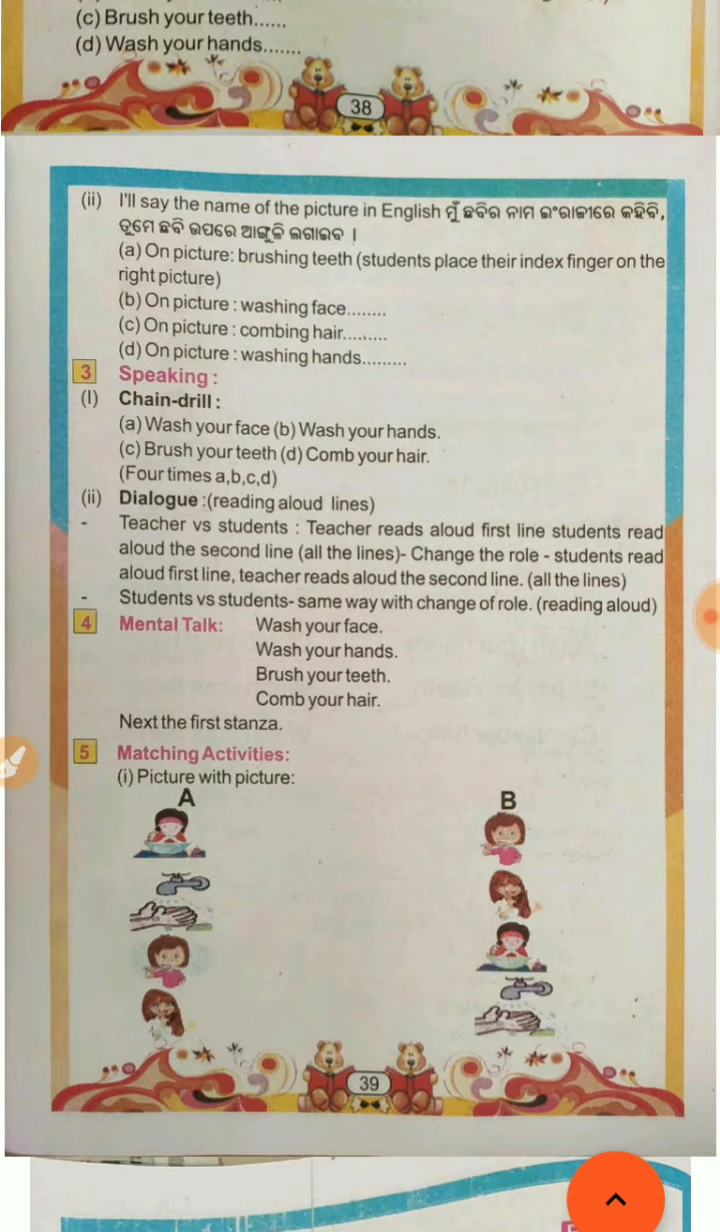 (c) Brush your teeth......
(d) Wash your hands.......
38
(ii) I'll say the name of the picture in English ମୁଁ ଛବିର ନାମ ଇଂରାଜୀରେ କହିବି,
ତୁମେ ଛବି ଉପରେ ଆଙ୍ଗୁଳି ଲଗାଇବ ।
(a) On picture: brushing teeth (students place their index finger on the
right picture)
(b) On picture : washing face........
(c) On picture : combing hair.........
(d) On picture : washing hands.........
3 Speaking :
(I) Chain-drill :
(a) Wash your face (b) Wash your hands.
(c) Brush your teeth (d) Comb your hair.
(Four times a,b,c,d)
(ii) Dialogue :(reading aloud lines)
- Teacher vs students : Teacher reads aloud first line students read
aloud the second line (all the lines)- Change the role - students read
aloud first line, teacher reads aloud the second line. (all the lines)
- Students vs students- same way with change of role. (reading aloud)
4 Mental Talk: Wash your face.
Wash your hands.
Brush your teeth.
Comb your hair.
Next the first stanza.
5 Matching Activities:
(i) Picture with picture:
A B
39